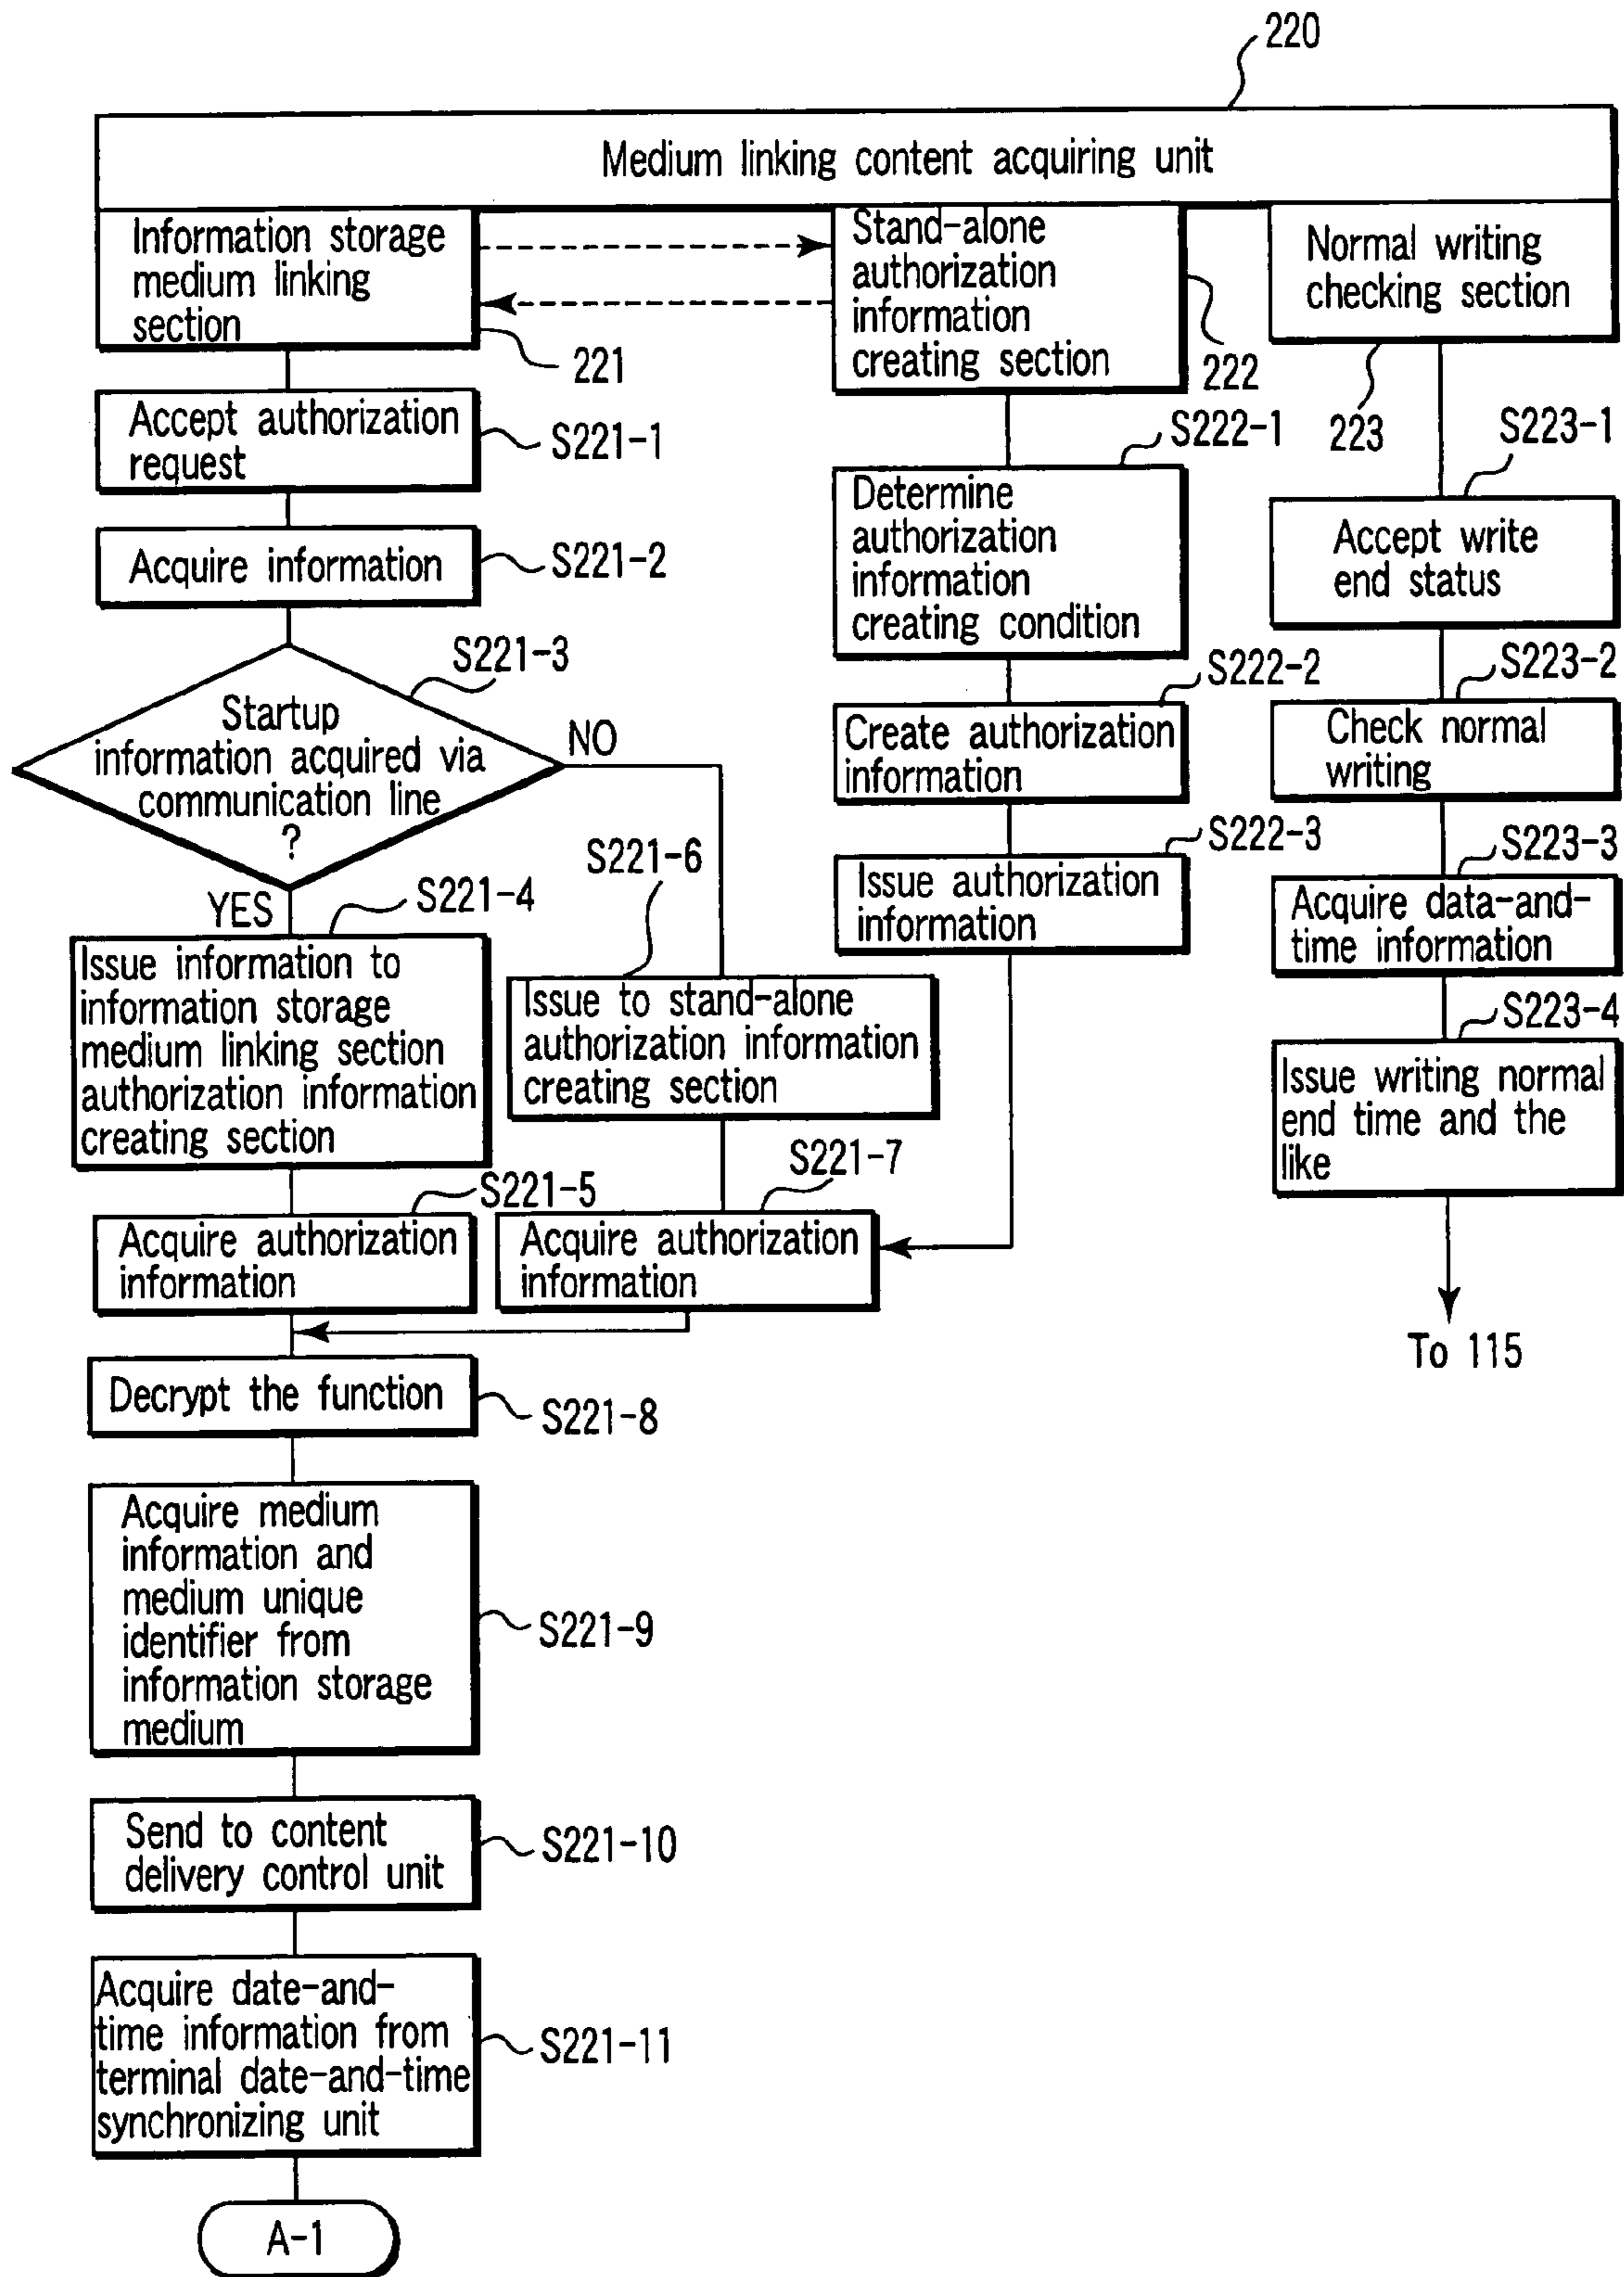 220
Medium linking content acquiring unit
Information storage
medium linking
section
221
Stand-alone
authorization
information
creating section
222
Normal writing
checking section
223
Accept authorization
request
S221-1
Acquire information
S221-2
S221-3
Startup
information acquired via
communication line
?
NO
YES
S221-4
Issue information to
information storage
medium linking section
authorization information
creating section
S221-5
Acquire authorization
information
S221-6
Issue to stand-alone
authorization information
creating section
S221-7
Acquire authorization
information
Decrypt the function
S221-8
Acquire medium
information and
medium unique
identifier from
information storage
medium
S221-9
Send to content
delivery control unit
S221-10
Acquire date-and-
time information from
terminal date-and-time
synchronizing unit
S221-11
A-1
S222-1
Determine
authorization
information
creating condition
S222-2
Create authorization
information
S222-3
Issue authorization
information
S223-1
Accept write
end status
S223-2
Check normal
writing
S223-3
Acquire data-and-
time information
S223-4
Issue writing normal
end time and the
like
To 115